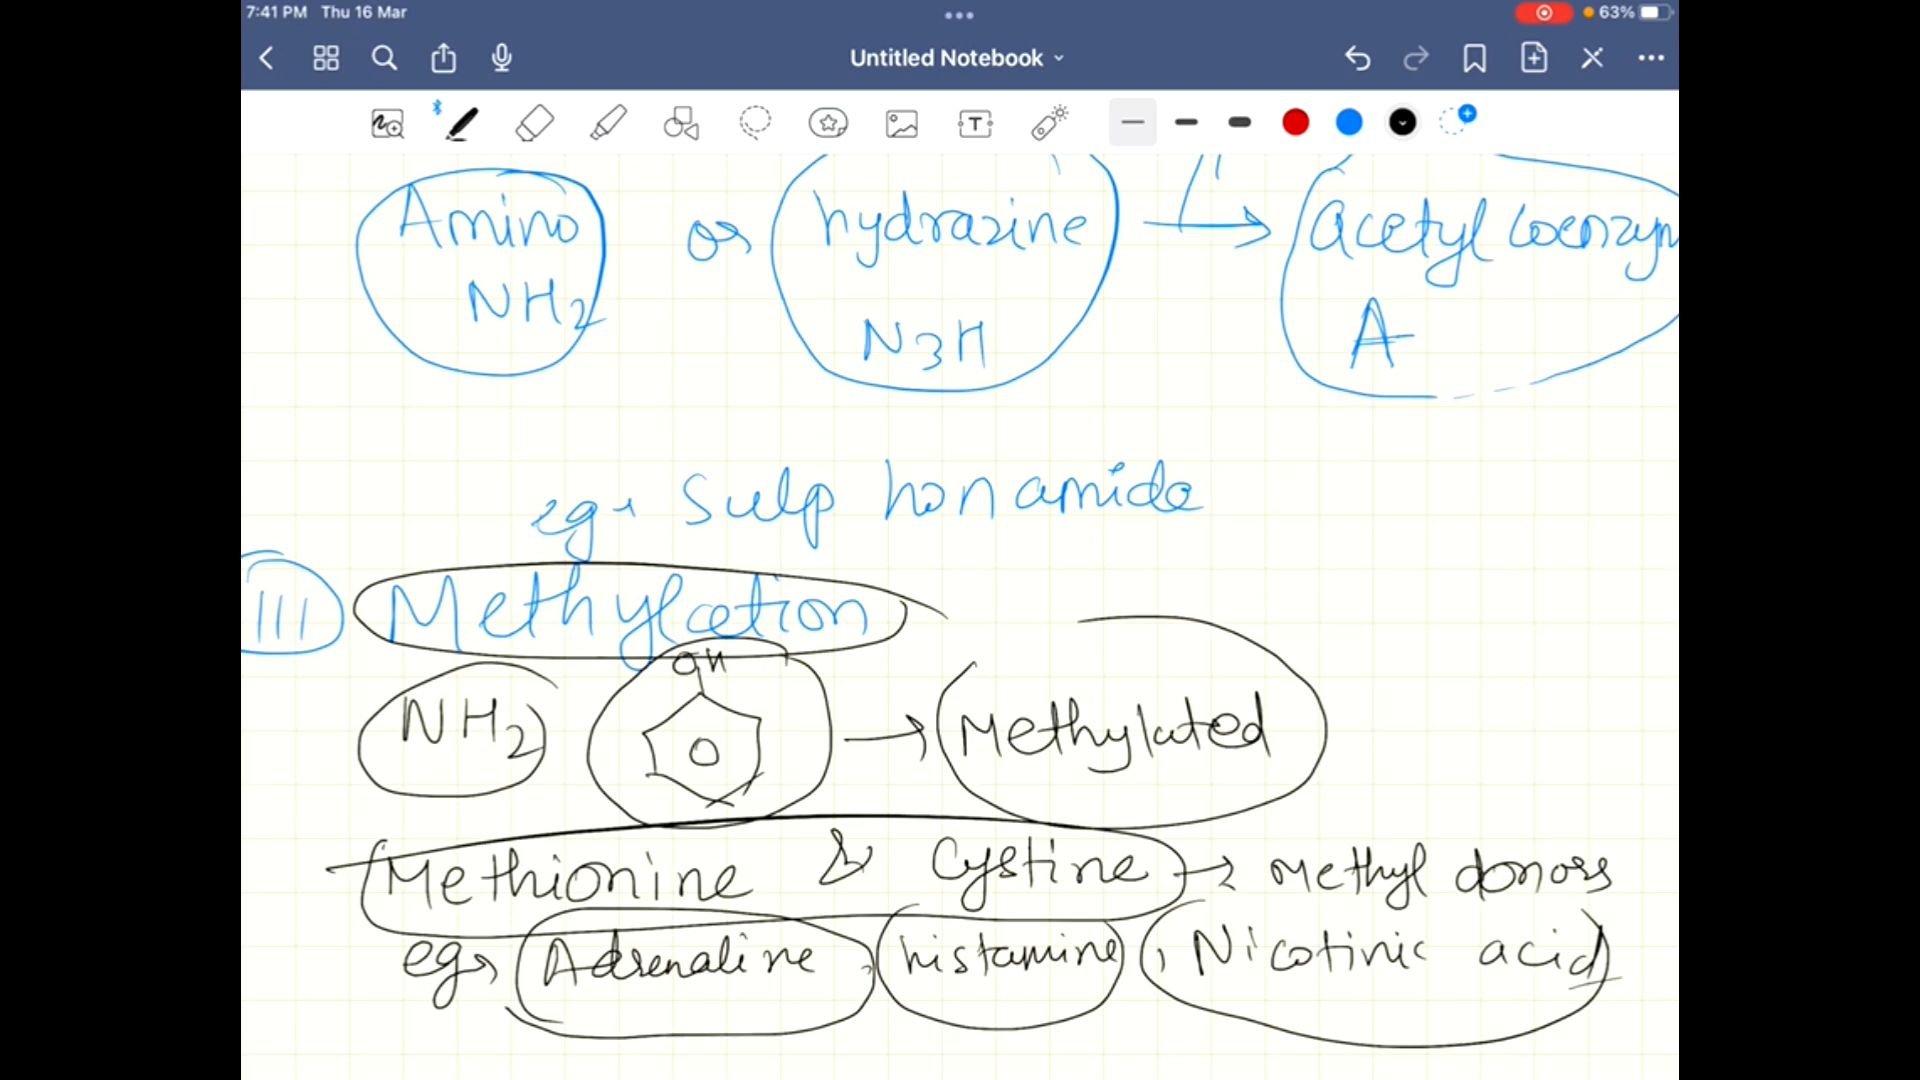 7:41 PM Thu 16 Mar
63%
Untitled Notebook
T
Amino or hydrazine → acetyl coenzym
NH2 N3H A
eg. Sulphonamide
III Methylation
OH
NH2 → Methylated
Methionine & Cystine → Methyl donors
eg, Adrenaline, histamine, Nicotinic acid